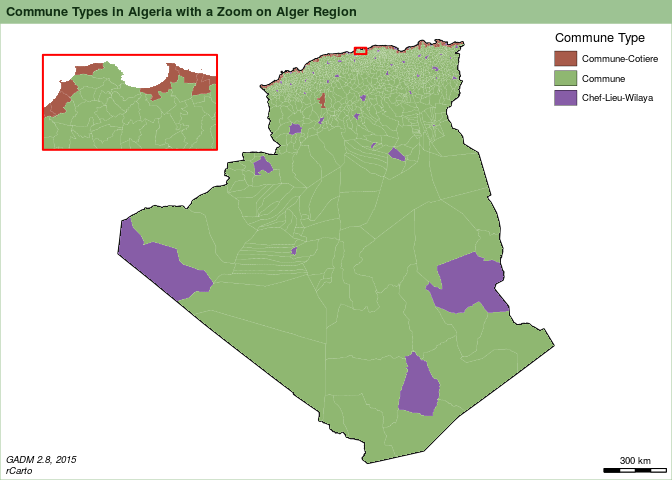 Commune Types in Algeria with a Zoom on Alger Region
Commune Type
Commune-Cotiere
Commune
Chef-Lieu-Wilaya
GADM 2.8, 2015
rCarto
300 km